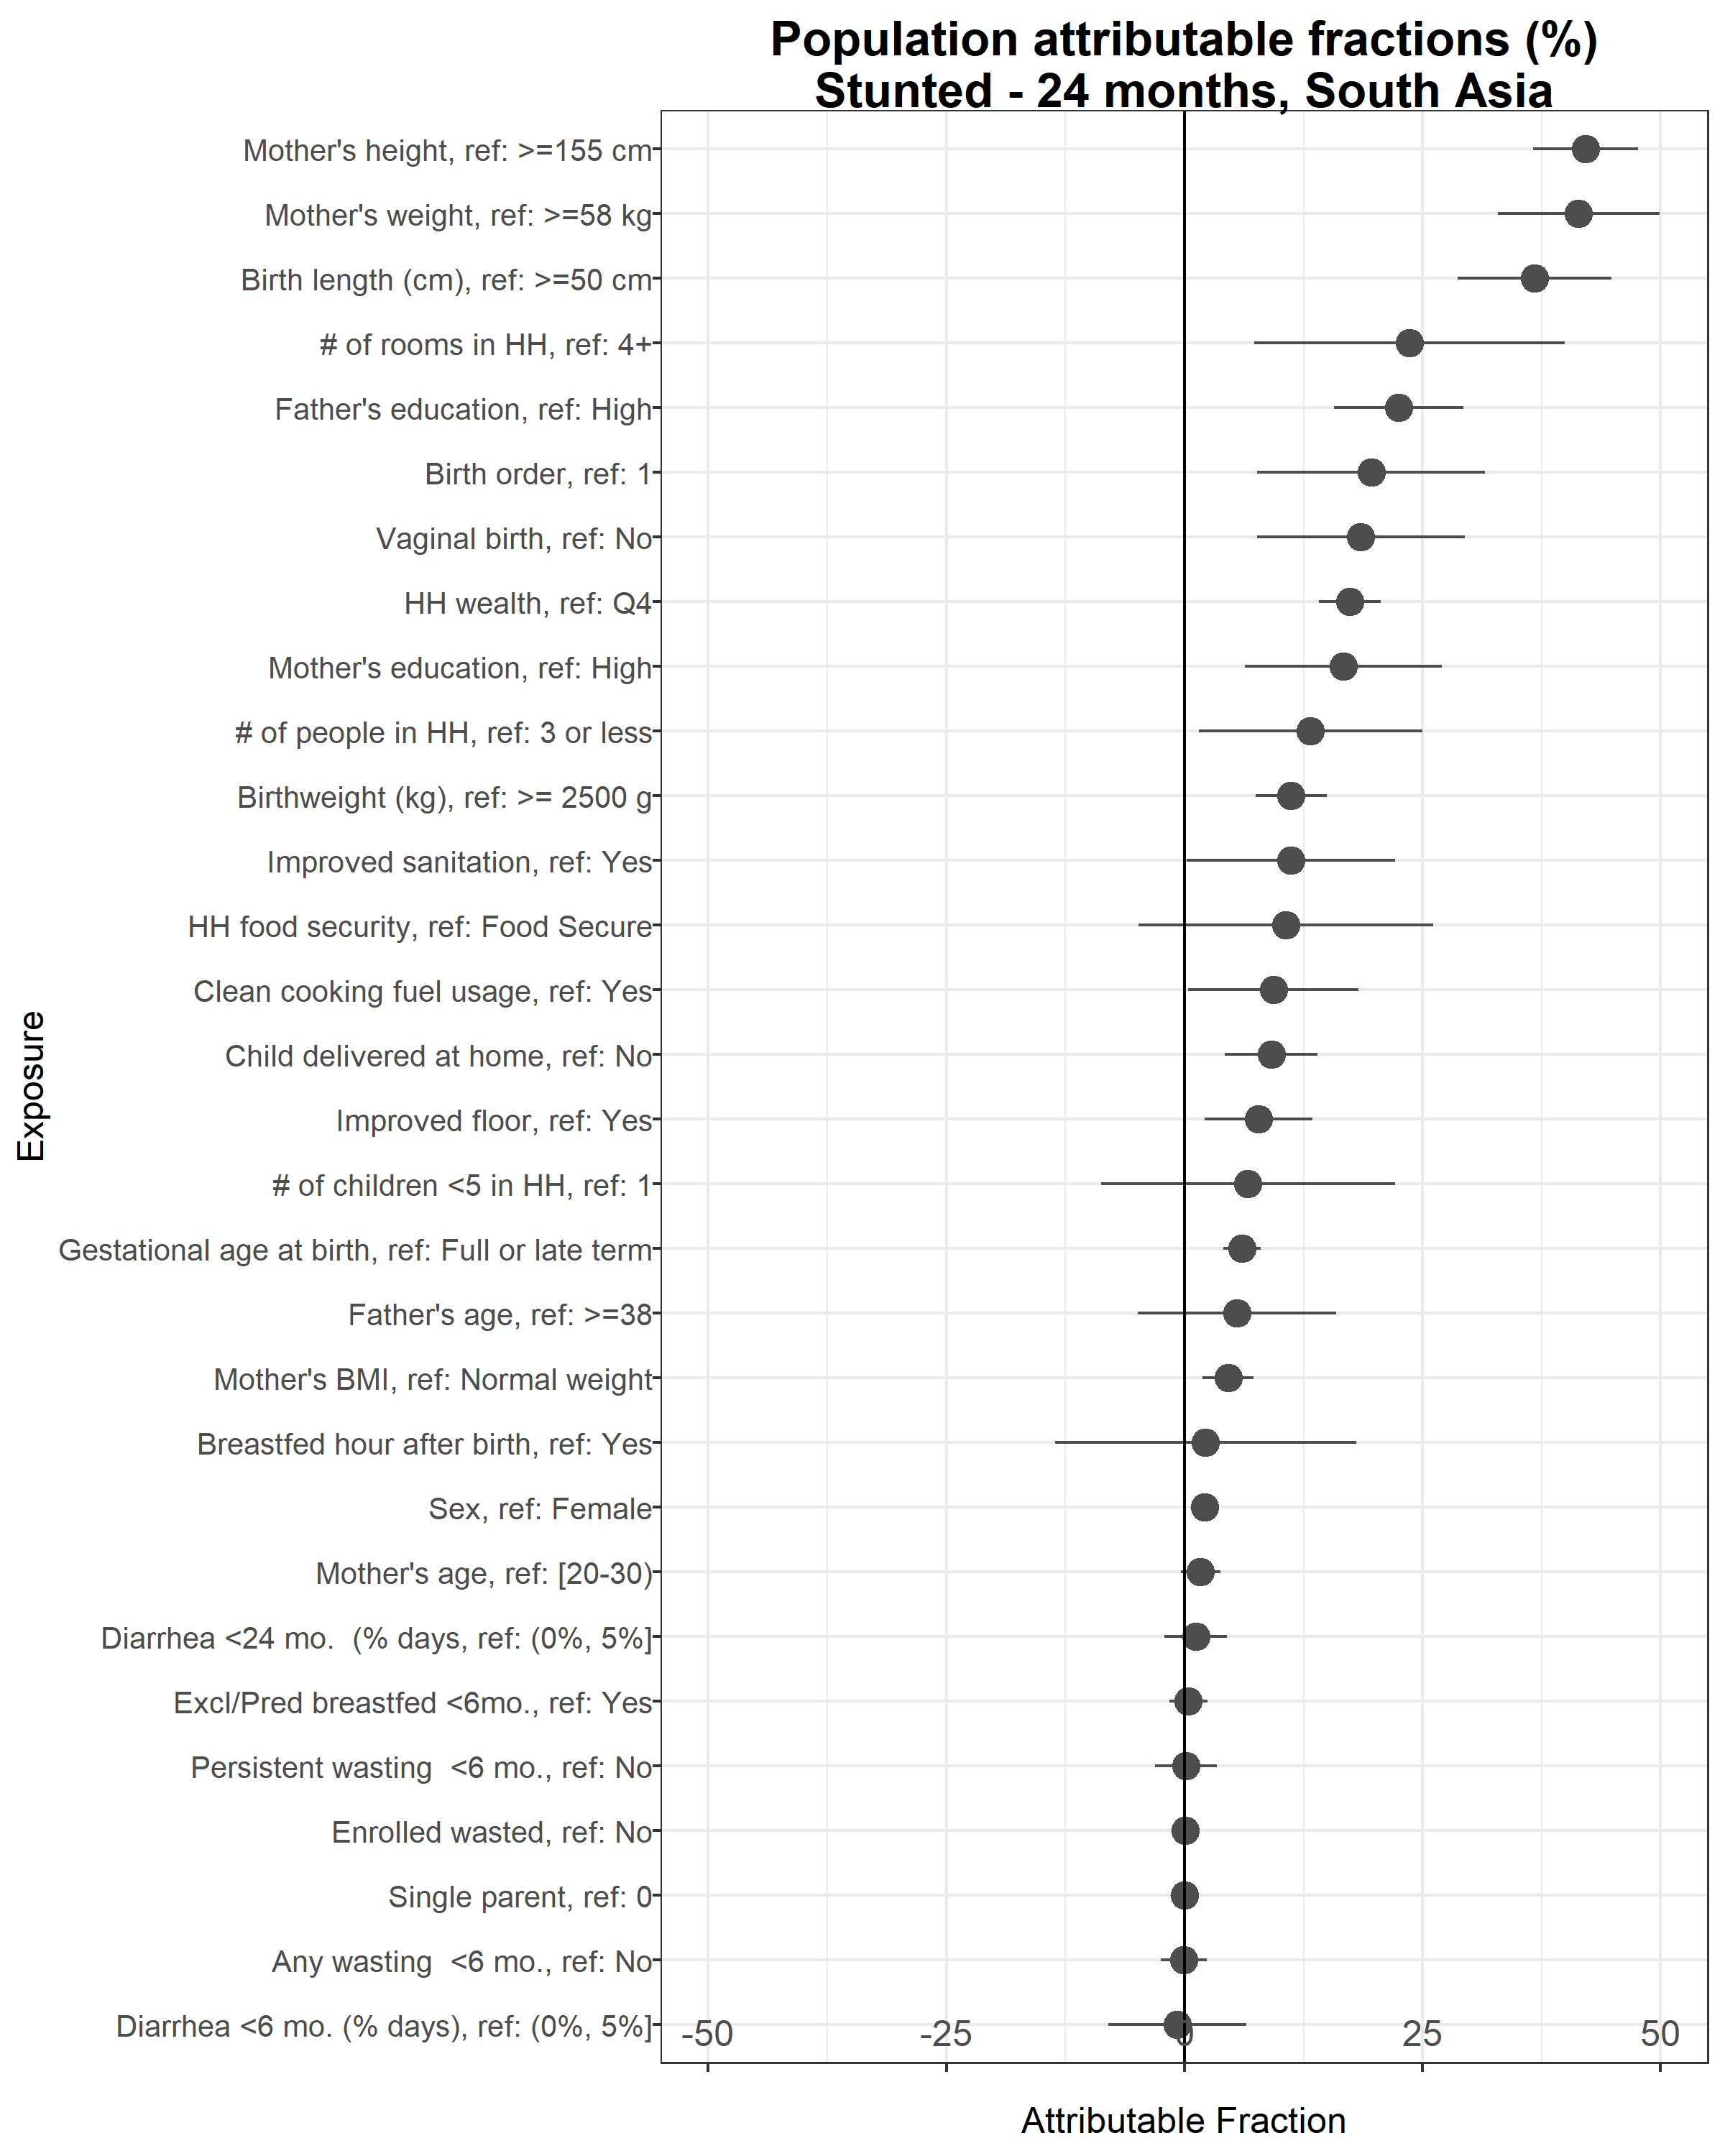 Population attributable fractions (%)
Stunted - 24 months, South Asia
Mother's height, ref: >=155 cm
Mother's weight, ref: >=58 kg
Birth length (cm), ref: >=50 cm
# of rooms in HH, ref: 4+
Father's education, ref: High
Birth order, ref: 1
Vaginal birth, ref: No
HH wealth, ref: Q4
Mother's education, ref: High
# of people in HH, ref: 3 or less
Birthweight (kg), ref: >= 2500 g
Improved sanitation, ref: Yes
HH food security, ref: Food Secure
Clean cooking fuel usage, ref: Yes
Child delivered at home, ref: No
Improved floor, ref: Yes
# of children <5 in HH, ref: 1
Gestational age at birth, ref: Full or late term
Father's age, ref: >=38
Mother's BMI, ref: Normal weight
Breastfed hour after birth, ref: Yes
Sex, ref: Female
Mother's age, ref: [20-30)
Diarrhea <24 mo.  (% days, ref: (0%, 5%]
Excl/Pred breastfed <6mo., ref: Yes
Persistent wasting  <6 mo., ref: No
Enrolled wasted, ref: No
Single parent, ref: 0
Any wasting  <6 mo., ref: No
Diarrhea <6 mo. (% days), ref: (0%, 5%]
Exposure
-50 -25 0 25 50
Attributable Fraction